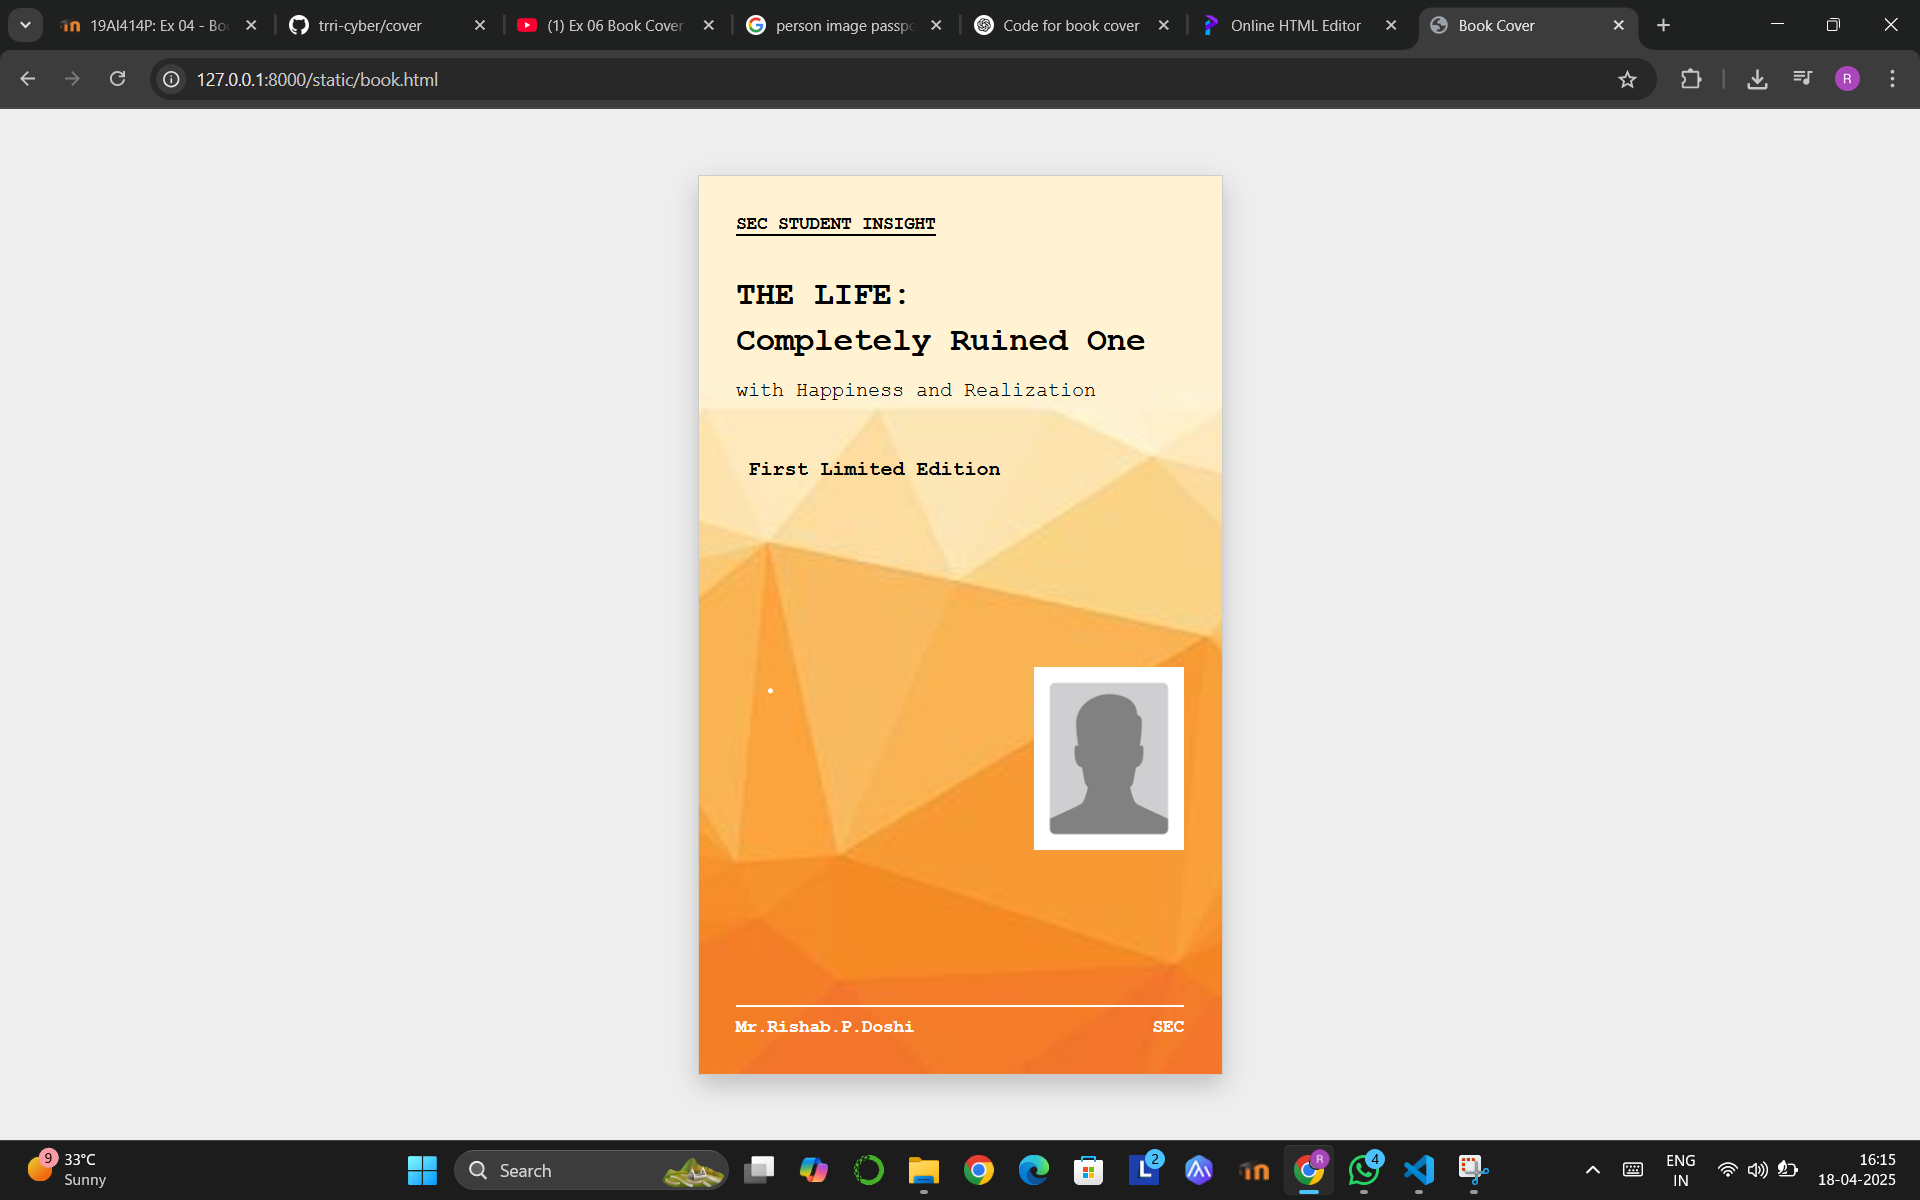 19AI414P: Ex 04 - Bo
trri-cyber/cover
(1) Ex 06 Book Cover
person image passpo
Code for book cover
Online HTML Editor
Book Cover
127.0.0.1:8000/static/book.html
R
SEC STUDENT INSIGHT
THE LIFE:
Completely Ruined One
with Happiness and Realization
First Limited Edition
Mr.Rishab.P.Doshi
SEC
9
33°C
Sunny
Search
L
2
R
4
ENG
IN
16:15
18-04-2025